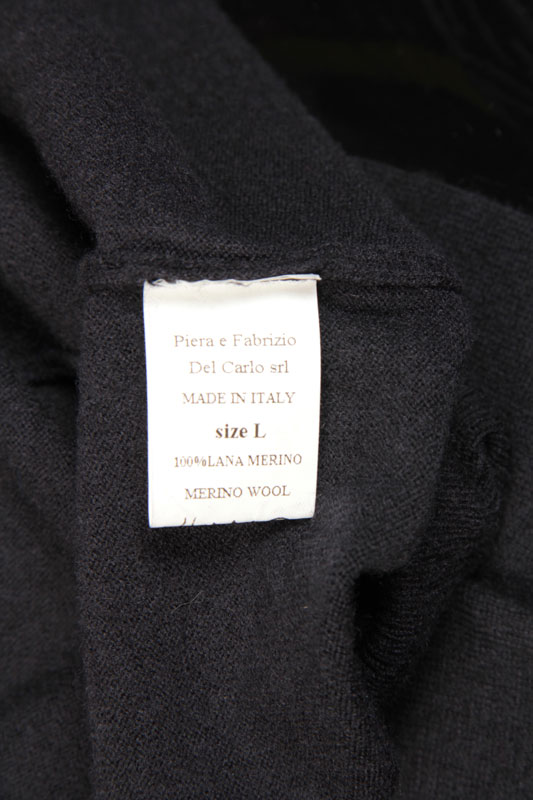 Piera e Fabrizio
Del Carlo srl
MADE IN ITALY
size L
100%LANA MERINO
MERINO WOOL